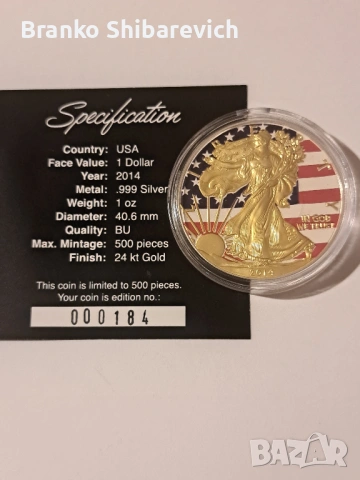 Branko Shibarevich
Specification
Country: USA
Face Value: 1 Dollar
Year: 2014
Metal: .999 Silver
Weight: 1 oz
Diameter: 40.6 mm
Quality: BU
Max. Mintage: 500 pieces
Finish: 24 kt Gold
This coin is limited to 500 pieces.
Your coin is edition no.:
000184
IN GOD
WE TRUST
2014
BAZAR